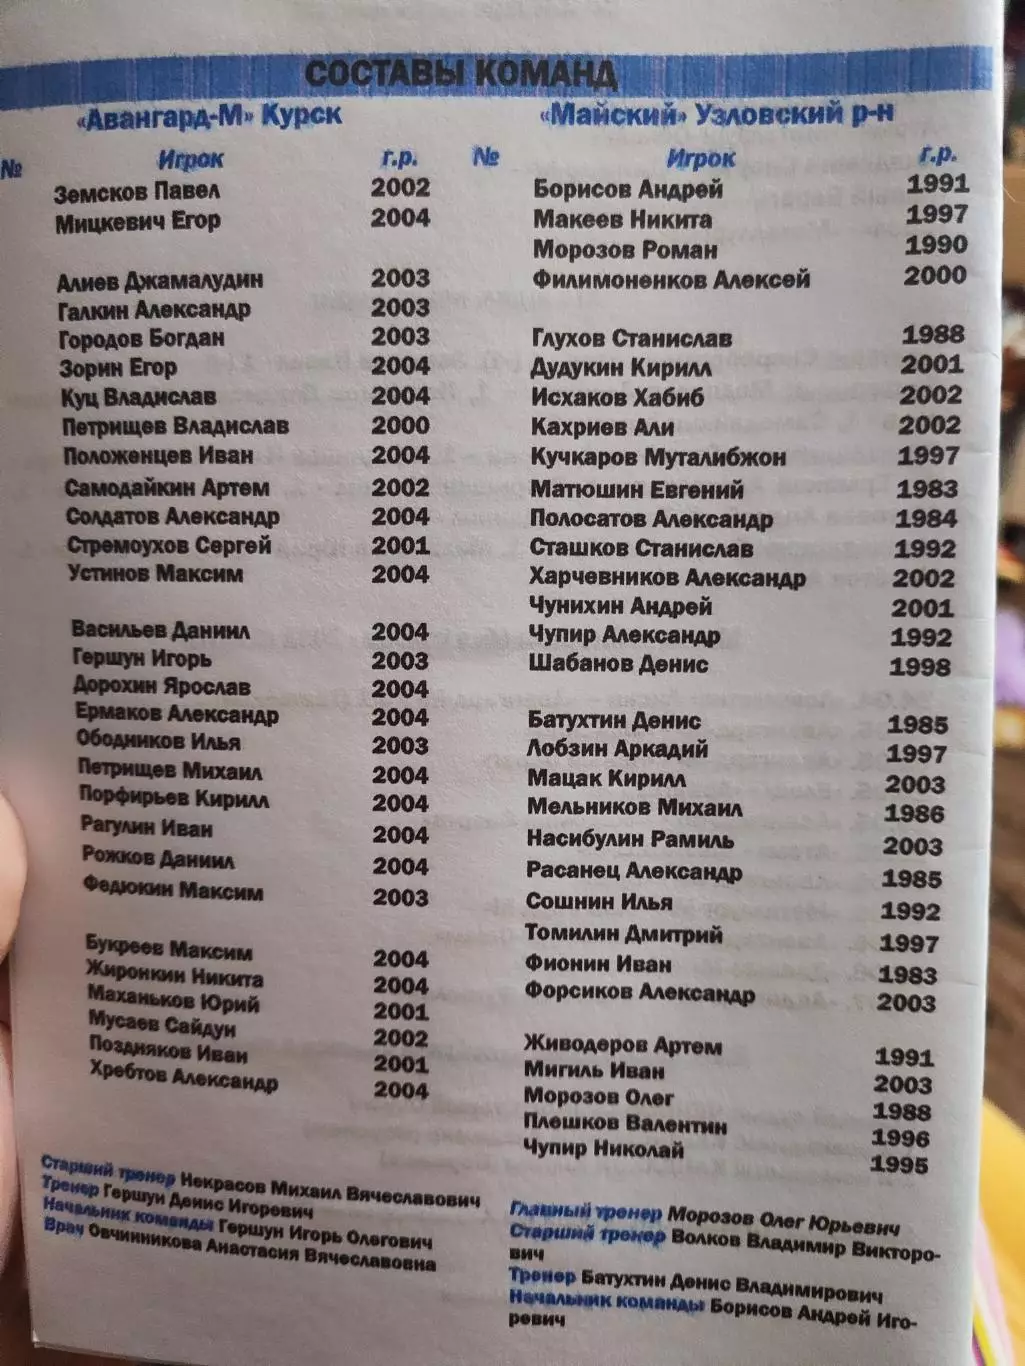 СОСТАВЫ КОМАНД
«Авангард-М» Курск
№ Игрок г.р.
Земсков Павел 2002
Мицкевич Егор 2004
Алиев Джамалудин 2003
Галкин Александр 2003
Городов Богдан 2003
Зорин Егор 2004
Куц Владислав 2004
Петрищев Владислав 2000
Положенцев Иван 2004
Самодайкин Артем 2002
Солдатов Александр 2004
Стремоухов Сергей 2001
Устинов Максим 2004
Васильев Даниил 2004
Гершун Игорь 2003
Дорохин Ярослав 2004
Ермаков Александр 2004
Ободников Илья 2003
Петрищев Михаил 2004
Порфирьев Кирилл 2004
Рагулин Иван 2004
Рожков Даниил 2004
Федюкин Максим 2003
Букреев Максим 2004
Жиронкин Никита 2004
Маханьков Юрий 2001
Мусаев Сайдун 2002
Поздняков Иван 2001
Хребтов Александр 2004
Старший тренер Некрасов Михаил Вячеславович
Тренер Гершун Денис Игоревич
Начальник команды Гершун Игорь Олегович
Врач Овчинникова Анастасия Вячеславовна
«Майский» Узловский р-н
№ Игрок г.р.
Борисов Андрей 1991
Макеев Никита 1997
Морозов Роман 1990
Филимоненков Алексей 2000
Глухов Станислав 1988
Дудукин Кирилл 2001
Исхаков Хабиб 2002
Кахриев Али 2002
Кучкаров Муталибжон 1997
Матюшин Евгений 1983
Полосатов Александр 1984
Сташков Станислав 1992
Харчевников Александр 2002
Чунихин Андрей 2001
Чупир Александр 1992
Шабанов Денис 1998
Батухтин Денис 1985
Лобзин Аркадий 1997
Мацак Кирилл 2003
Мельников Михаил 1986
Насибулин Рамиль 2003
Расанец Александр 1985
Сошнин Илья 1992
Томилин Дмитрий 1997
Фионин Иван 1983
Форсиков Александр 2003
Живодеров Артем 1991
Мигиль Иван 2003
Морозов Олег 1988
Плешков Валентин 1996
Чупир Николай 1995
Главный тренер Морозов Олег Юрьевич
Старший тренер Волков Владимир Викторо-
вич
Тренер Батухтин Денис Владимирович
Начальник команды Борисов Андрей Иго-
ревич